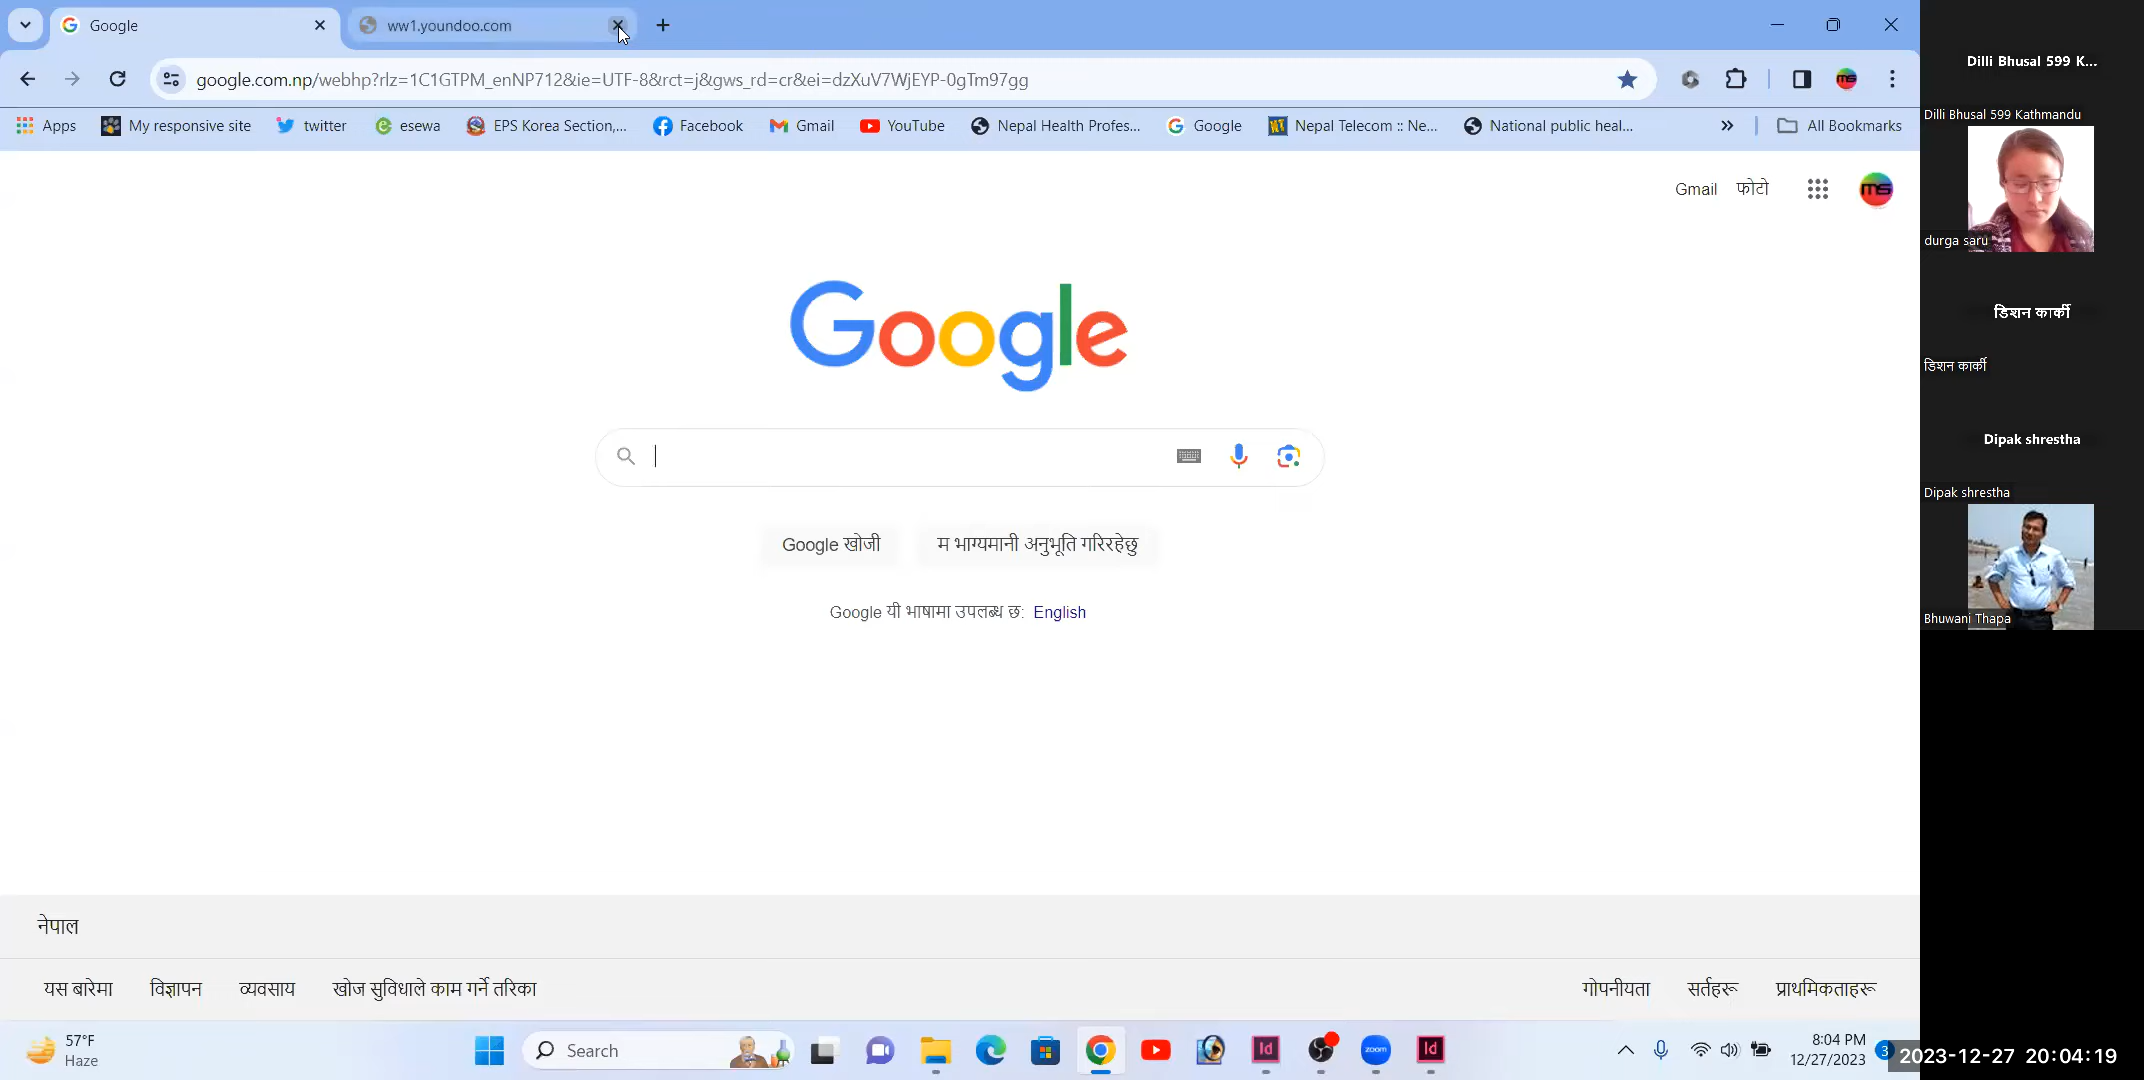 Google
ww1.youndoo.com
google.com.np/webhp?rlz=1C1GTPM_enNP712&ie=UTF-8&rct=j&gws_rd=cr&ei=dzXuV7WjEYP-0gTm97gg
Apps
My responsive site
twitter
esewa
EPS Korea Section,...
Facebook
Gmail
YouTube
Nepal Health Profes...
Google
Nepal Telecom :: Ne...
National public heal...
All Bookmarks
Gmail
फोटो
ms
Google
Google खोजी
म भाग्यमानी अनुभूति गरिरहेछु
Google यी भाषामा उपलब्ध छ: English
नेपाल
यस बारेमा
विज्ञापन
व्यवसाय
खोज सुविधाले काम गर्ने तरिका
गोपनीयता
सर्तहरू
प्राथमिकताहरू
57°F
Haze
Search
Id
zoom
Id
8:04 PM
12/27/2023
3
2023-12-27 20:04:19
Dilli Bhusal 599 K...
Dilli Bhusal 599 Kathmandu
durga saru
डिशन कार्की
डिशन कार्की
Dipak shrestha
Dipak shrestha
Bhuwani Thapa